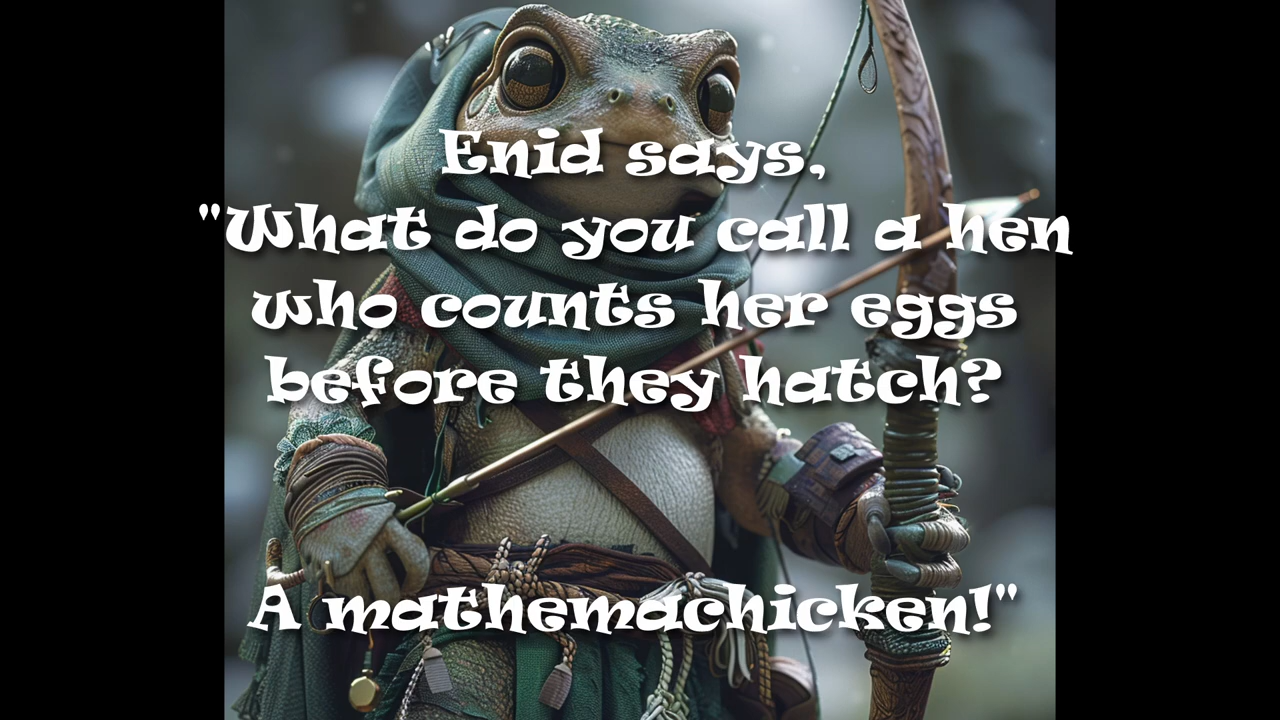 Enid says,
"What do you call a hen
who counts her eggs
before they hatch?
A mathemachicken!"